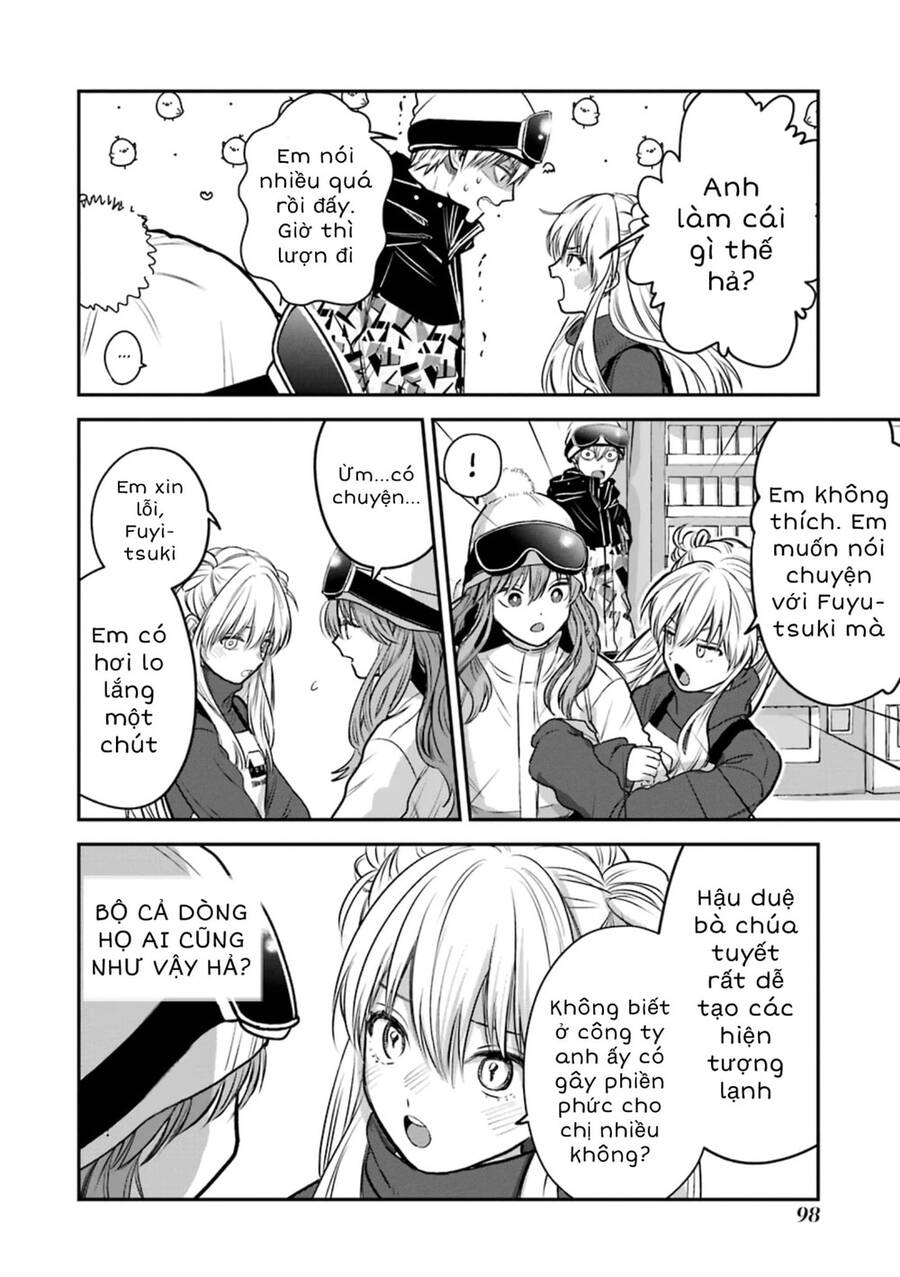 Anh
làm cái
gì thế
hả?
Em nói
nhiều quá
rồi đấy.
Giờ thì
lượn đi
...
Em không
thích. Em
muốn nói
chuyện
với Fuyu-
tsuki mà
!
Ừm...có
chuyện...
Em xin
lỗi,
Fuyi-
tsuki
Em có
hơi lo
lắng
một
chút
Hậu duệ
bà chúa
tuyết
rất dễ
tạo các
hiện
tượng
lạnh
Không biết
ở công ty
anh ấy có
gây phiền
phức cho
chị nhiều
không?
BỘ CẢ DÒNG
HỌ AI CŨNG
NHƯ VẬY HẢ?
98